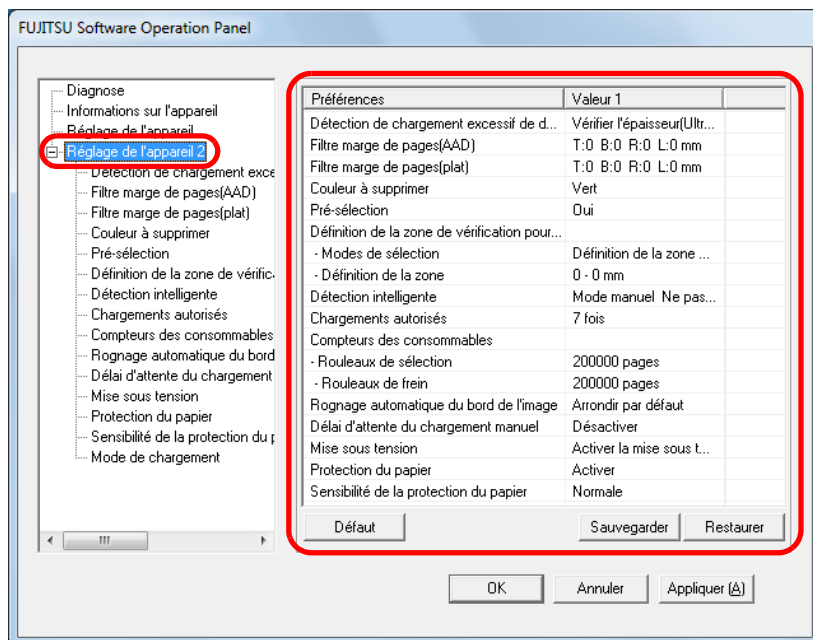 FUJITSU Software Operation Panel
Diagnose
Informations sur l'appareil
Réglage de l'appareil
Réglage de l'appareil 2
Détection de chargement exce
Filtre marge de pages(AAD)
Filtre marge de pages(plat)
Couleur à supprimer
Pré-sélection
Définition de la zone de vérific
Détection intelligente
Chargements autorisés
Compteurs des consommables
Rognage automatique du bord
Délai d'attente du chargement
Mise sous tension
Protection du papier
Sensibilité de la protection du p
Mode de chargement
Préférences Valeur 1
Détection de chargement excessif de d... Vérifier l'épaisseur(Ultr...
Filtre marge de pages(AAD) T:0 B:0 R:0 L:0 mm
Filtre marge de pages(plat) T:0 B:0 R:0 L:0 mm
Couleur à supprimer Vert
Pré-sélection Oui
Définition de la zone de vérification pour...
- Modes de sélection Définition de la zone ...
- Définition de la zone 0 - 0 mm
Détection intelligente Mode manuel Ne pas...
Chargements autorisés 7 fois
Compteurs des consommables
- Rouleaux de sélection 200000 pages
- Rouleaux de frein 200000 pages
Rognage automatique du bord de l'image Arrondir par défaut
Délai d'attente du chargement manuel Désactiver
Mise sous tension Activer la mise sous t...
Protection du papier Activer
Sensibilité de la protection du papier Normale
Défaut Sauvegarder Restaurer
OK Annuler Appliquer (A)